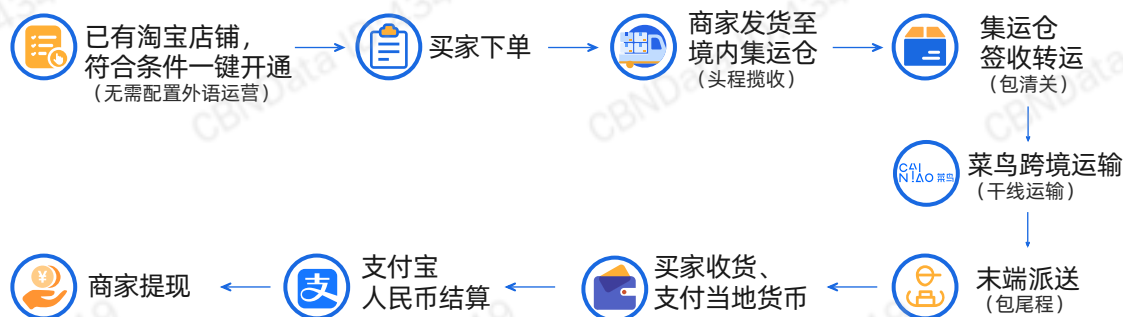 已有淘宝店铺，
符合条件一键开通
（无需配置外语运营）
买家下单
商家发货至
境内集运仓
（头程揽收）
集运仓
签收转运
（包清关）
CAI
NIAO 菜鸟
菜鸟跨境运输
（干线运输）
末端派送
（包尾程）
买家收货、
支付当地货币
支
支付宝
人民币结算
¥
商家提现
CBNData
CBNData
CBNData